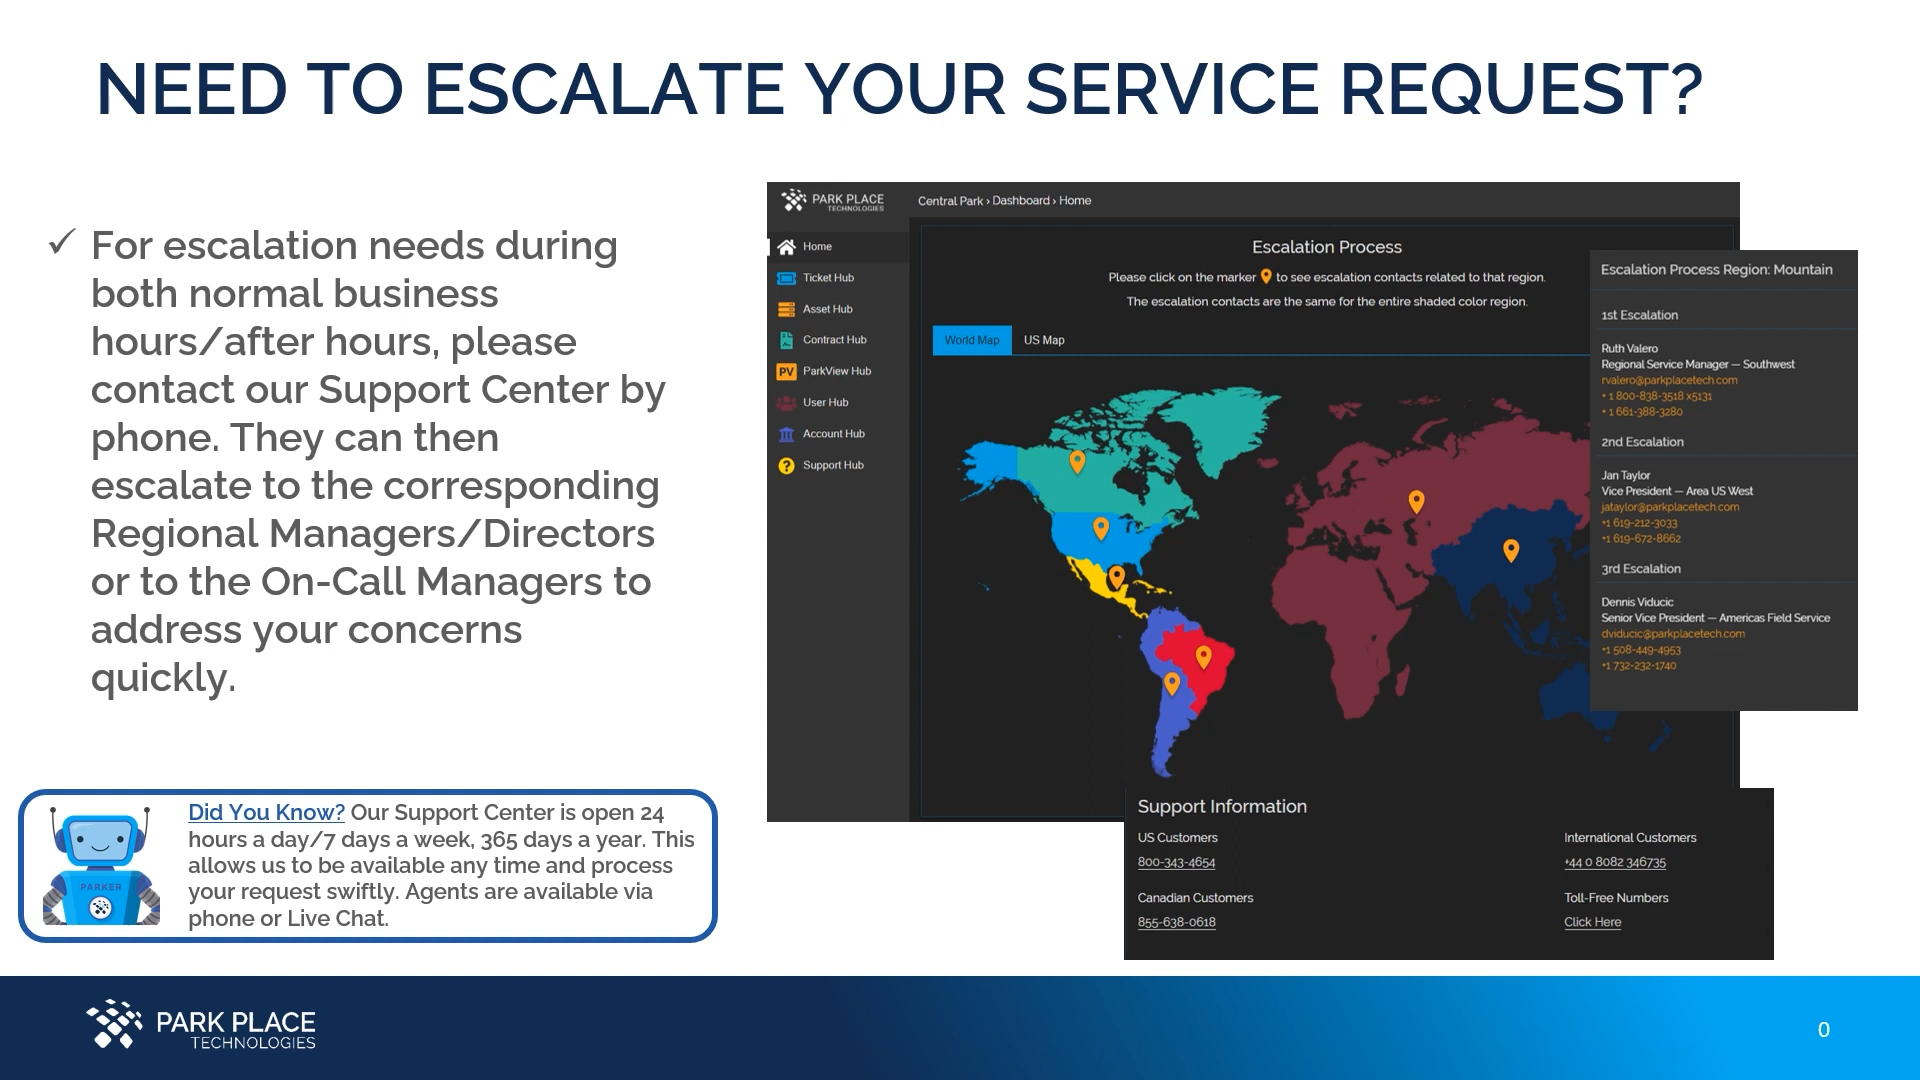 NEED TO ESCALATE YOUR SERVICE REQUEST?
✓ For escalation needs during
both normal business
hours/after hours, please
contact our Support Center by
phone. They can then
escalate to the corresponding
Regional Managers/Directors
or to the On-Call Managers to
address your concerns
quickly.
Did You Know? Our Support Center is open 24
hours a day/7 days a week, 365 days a year. This
allows us to be available any time and process
your request swiftly. Agents are available via
phone or Live Chat.
PARKER
PARK PLACE
TECHNOLOGIES
Central Park › Dashboard › Home
Home
Ticket Hub
Asset Hub
Contract Hub
PV ParkView Hub
User Hub
Account Hub
? Support Hub
Escalation Process
Please click on the marker to see escalation contacts related to that region.
The escalation contacts are the same for the entire shaded color region.
World Map US Map
Escalation Process Region: Mountain
1st Escalation
Ruth Valero
Regional Service Manager — Southwest
rvalero@parkplacetech.com
+ 1 800-838-3518 x5131
+ 1 661-388-3280
2nd Escalation
Jan Taylor
Vice President — Area US West
jataylor@parkplacetech.com
+1 619-212-3033
+1 619-672-8662
3rd Escalation
Dennis Viducic
Senior Vice President — Americas Field Service
dviducic@parkplacetech.com
+1 508-449-4953
+1 732-232-1740
Support Information
US Customers
800-343-4654
Canadian Customers
855-638-0618
International Customers
+44 0 8082 346735
Toll-Free Numbers
Click Here
PARK PLACE
TECHNOLOGIES
0